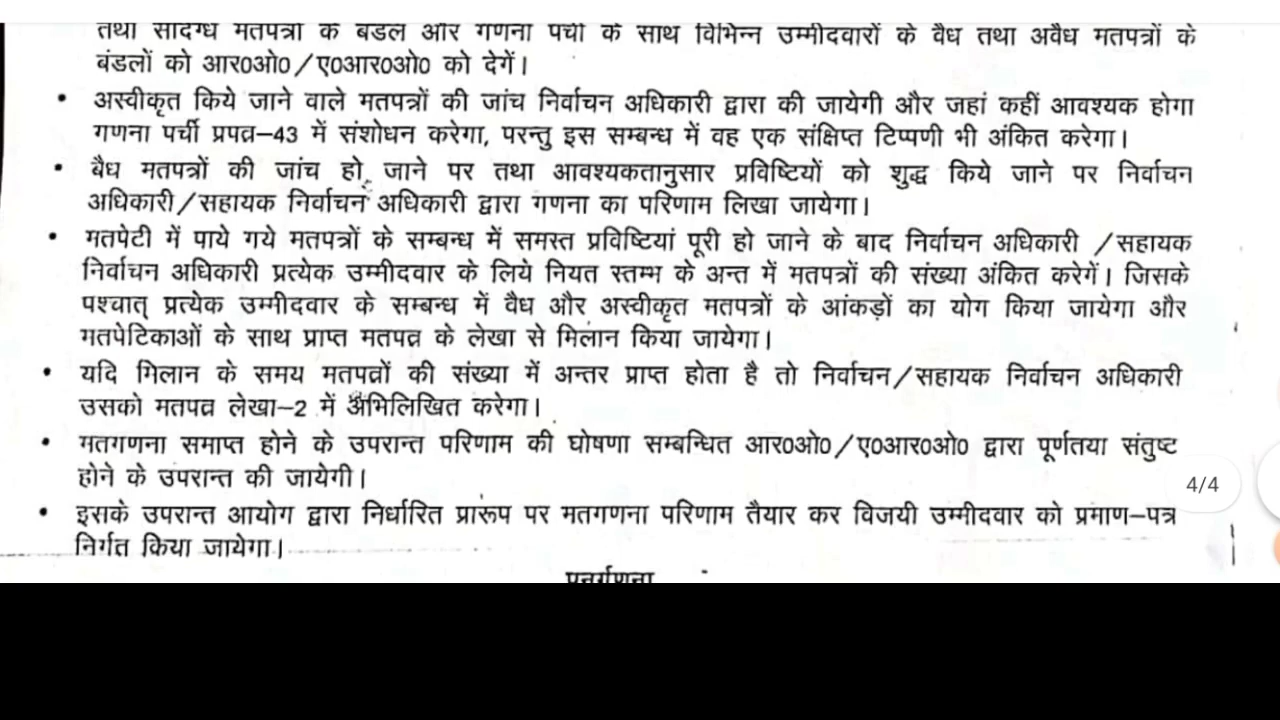 तथा संदिग्ध मतपत्रों के बंडल और गणना पर्ची के साथ विभिन्न उम्मीदवारों के वैध तथा अवैध मतपत्रों के
बंडलों को आर0ओ0/ए0आर0ओ0 को देगें।
• अस्वीकृत किये जाने वाले मतपत्रों की जांच निर्वाचन अधिकारी द्वारा की जायेगी और जहां कहीं आवश्यक होगा
गणना पर्ची प्रपत्र–43 में संशोधन करेगा, परन्तु इस सम्बन्ध में वह एक संक्षिप्त टिप्पणी भी अंकित करेगा।
• बैध मतपत्रों की जांच हो जाने पर तथा आवश्यकतानुसार प्रविष्टियों को शुद्ध किये जाने पर निर्वाचन
अधिकारी/सहायक निर्वाचन अधिकारी द्वारा गणना का परिणाम लिखा जायेगा।
• मतपेटी में पाये गये मतपत्रों के सम्बन्ध में समस्त प्रविष्टियां पूरी हो जाने के बाद निर्वाचन अधिकारी /सहायक
निर्वाचन अधिकारी प्रत्येक उम्मीदवार के लिये नियत स्तम्भ के अन्त में मतपत्रों की संख्या अंकित करेगें। जिसके
पश्चात् प्रत्येक उम्मीदवार के सम्बन्ध में वैध और अस्वीकृत मतपत्रों के आंकड़ों का योग किया जायेगा और
मतपेटिकाओं के साथ प्राप्त मतपत्र के लेखा से मिलान किया जायेगा।
• यदि मिलान के समय मतपत्रों की संख्या में अन्तर प्राप्त होता है तो निर्वाचन/सहायक निर्वाचन अधिकारी
उसको मतपत्र लेखा–2 में अभिलिखित करेगा।
• मतगणना समाप्त होने के उपरान्त परिणाम की घोषणा सम्बन्धित आर0ओ0/ए0आर0ओ0 द्वारा पूर्णतया संतुष्ट
होने के उपरान्त की जायेगी।
4/4
• इसके उपरान्त आयोग द्वारा निर्धारित प्रारूप पर मतगणना परिणाम तैयार कर विजयी उम्मीदवार को प्रमाण–पत्र
निर्गत किया जायेगा।
पुनर्गणना